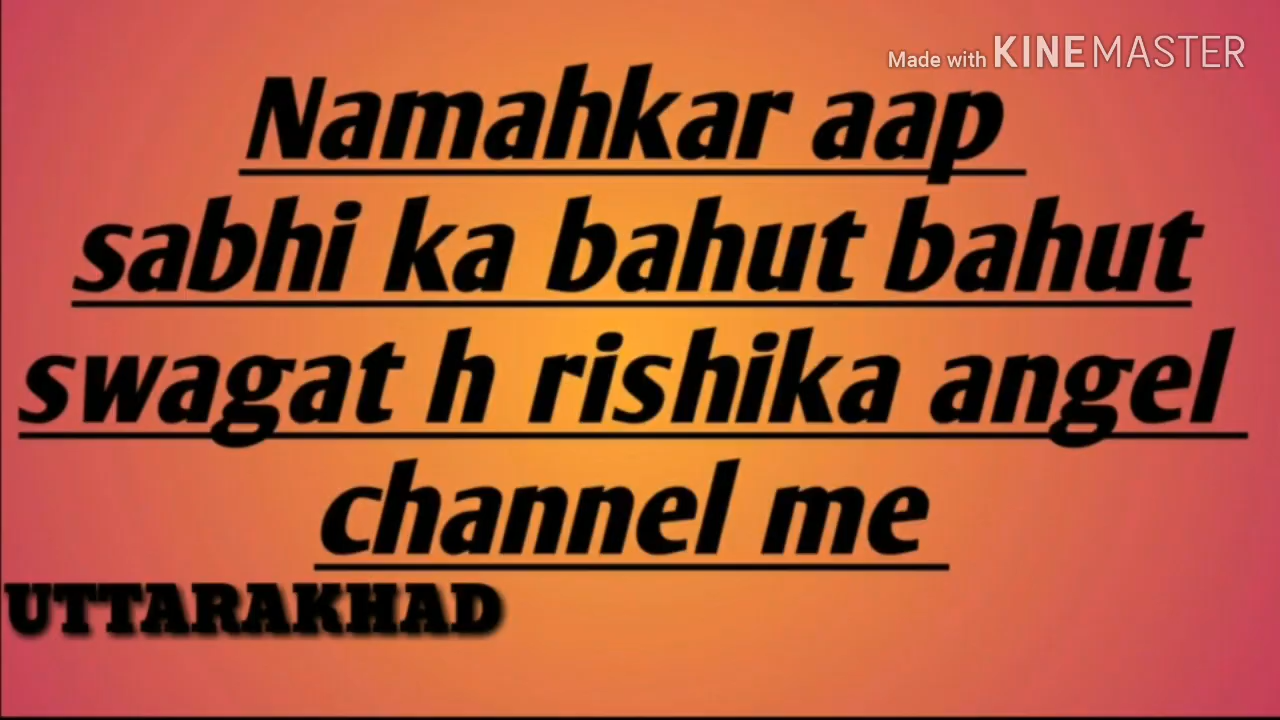 Made with KINEMASTER
Namahkar aap
sabhi ka bahut bahut
swagat h rishika angel
channel me
UTTARAKHAD